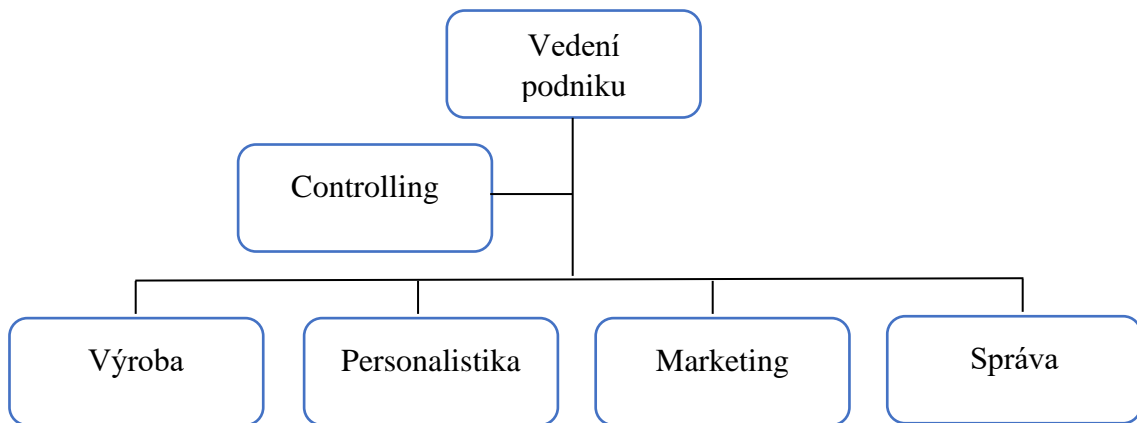 Vedení
podniku
Controlling
Výroba
Personalistika
Marketing
Správa